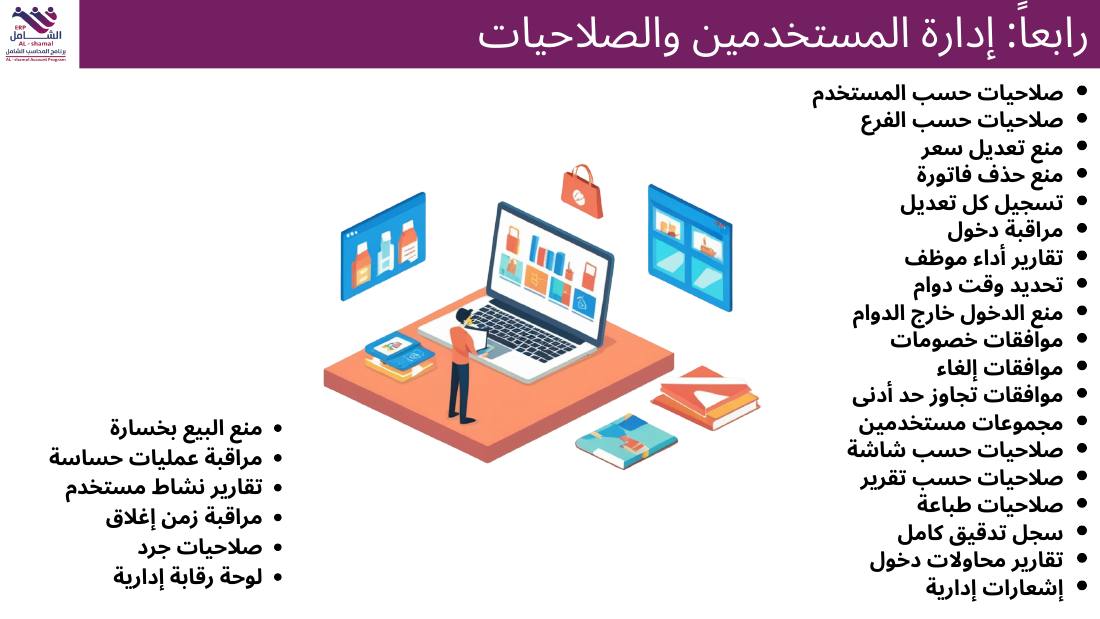 رابعاً: إدارة المستخدمين والصلاحيات
ERP
الشامل
AL - shamal
برنامج المحاسب الشامل
AL - shamal Account Program
صلاحيات حسب المستخدم
صلاحيات حسب الفرع
منع تعديل سعر
منع حذف فاتورة
تسجيل كل تعديل
مراقبة دخول
تقارير أداء موظف
تحديد وقت دوام
منع الدخول خارج الدوام
موافقات خصومات
موافقات إلغاء
موافقات تجاوز حد أدنى
مجموعات مستخدمين
صلاحيات حسب شاشة
صلاحيات حسب تقرير
صلاحيات طباعة
سجل تدقيق كامل
تقارير محاولات دخول
إشعارات إدارية
منع البيع بخسارة
مراقبة عمليات حساسة
تقارير نشاط مستخدم
مراقبة زمن إغلاق
صلاحيات جرد
لوحة رقابة إدارية